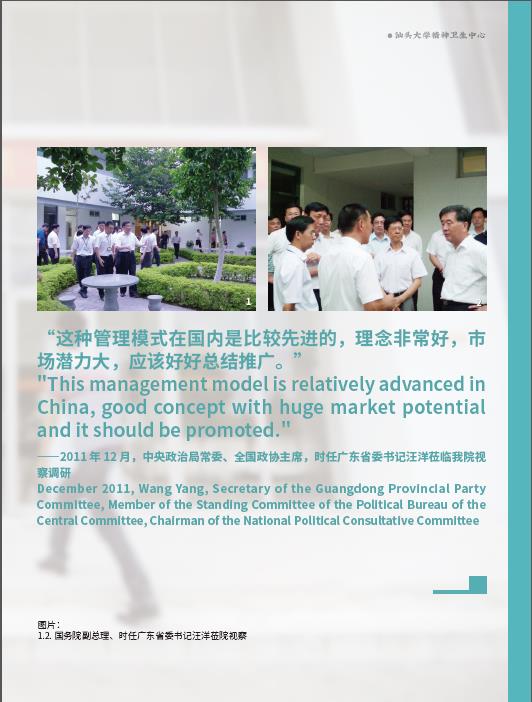 ●汕头大学精神卫生中心
1
2
“这种管理模式在国内是比较先进的，理念非常好，市
场潜力大，应该好好总结推广。”
"This management model is relatively advanced in
China, good concept with huge market potential
and it should be promoted."
——2011 年 12 月，中央政治局常委、全国政协主席，时任广东省委书记汪洋莅临我院视
察调研
December 2011, Wang Yang, Secretary of the Guangdong Provincial Party
Committee, Member of the Standing Committee of the Political Bureau of the
Central Committee, Chairman of the National Political Consultative Committee
图片：
1.2. 国务院副总理、时任广东省委书记汪洋莅院视察